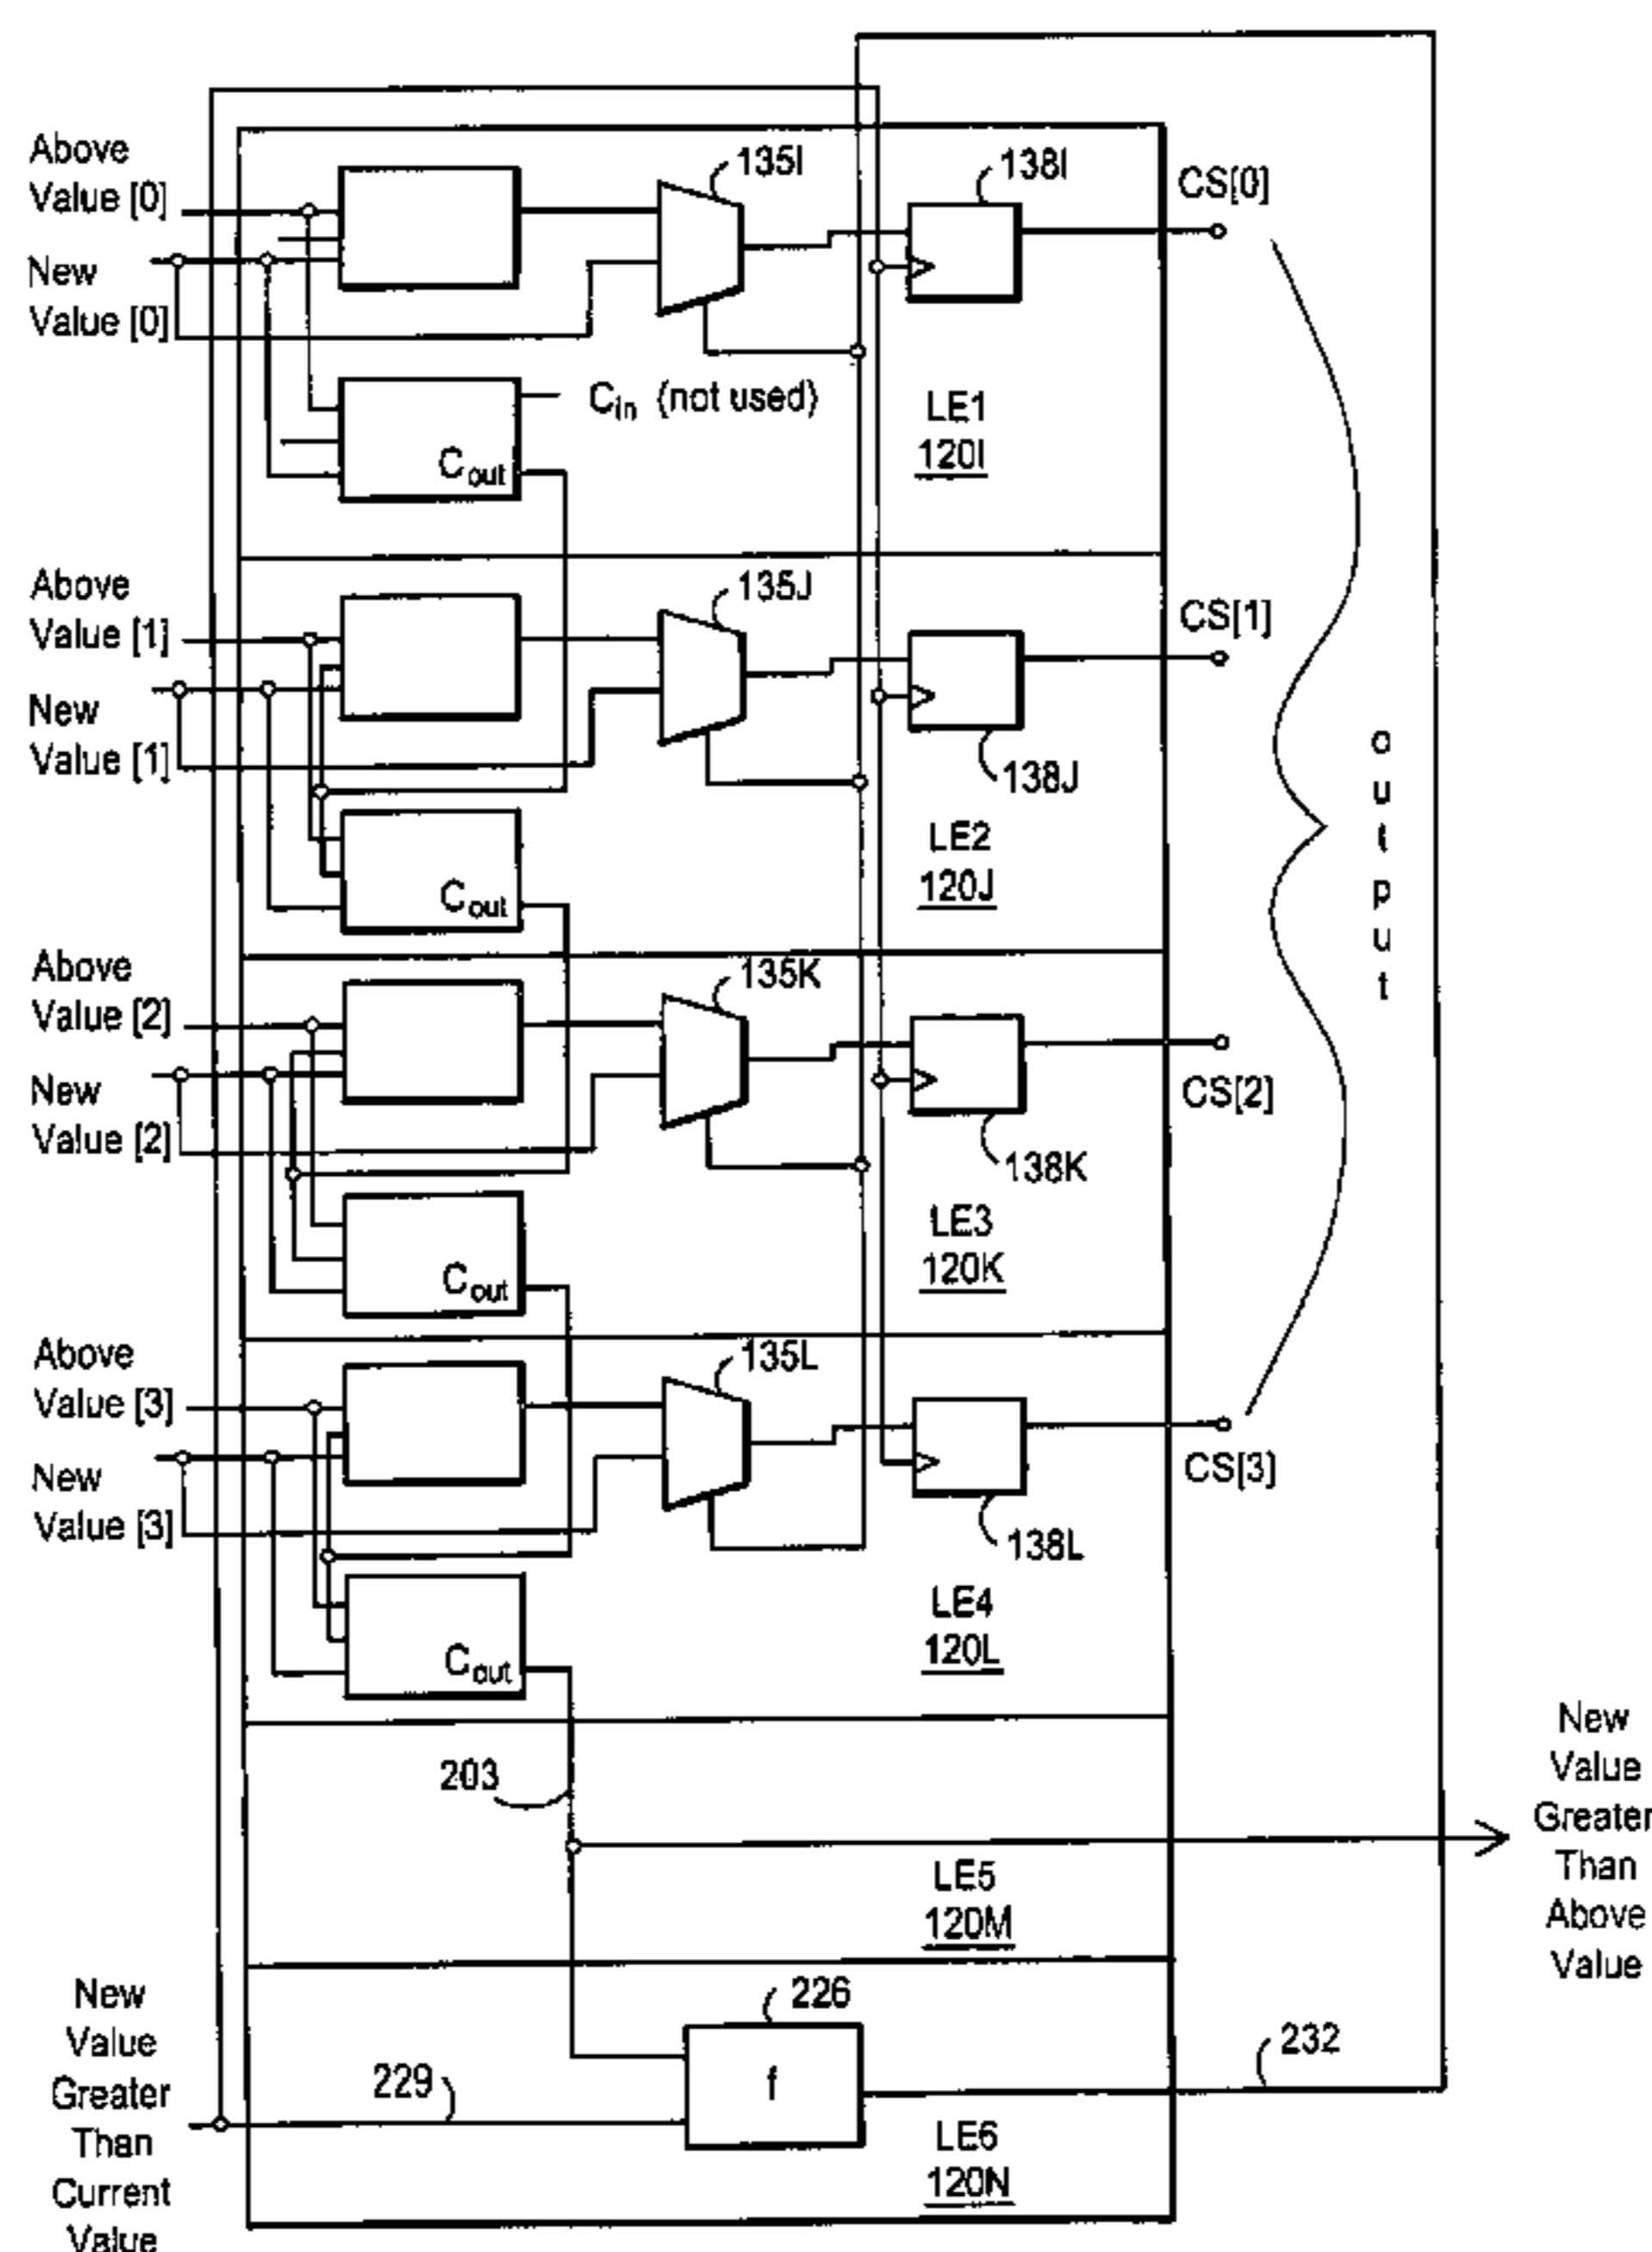 Above
Value [0]
135I
138I
CS[0]
New
Value [0]
Cin (not used)
LE1
120I
Cout
Above
Value [1]
135J
CS[1]
New
Value [1]
138J
LE2
120J
Cout
output
Above
Value [2]
135K
New
Value [2]
CS[2]
138K
LE3
120K
Cout
Above
Value [3]
135L
New
Value [3]
CS[3]
138L
LE4
120L
Cout
203
New
Value
Greater
Than
Above
Value
LE5
120M
New
Value
Greater
Than
Current
Value
226
229
f
232
LE6
120N